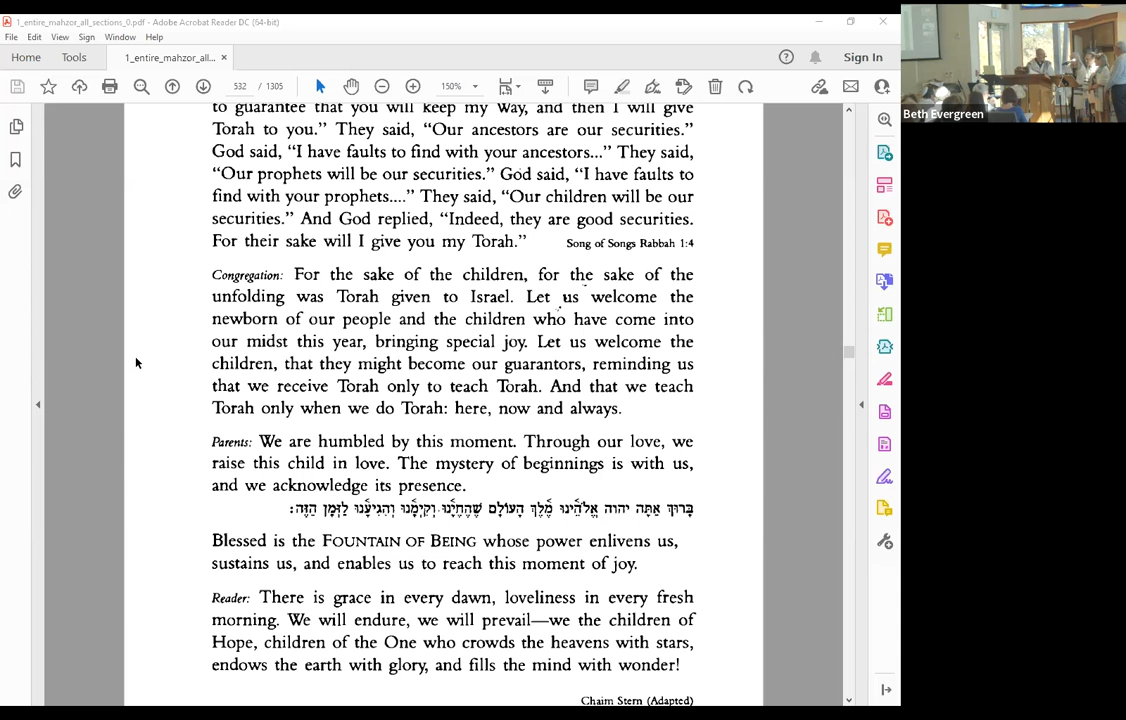 1_entire_mahzor_all_sections_0.pdf - Adobe Acrobat Reader DC (64-bit)
File Edit View Sign Window Help
Home Tools 1_entire_mahzor_all... × Sign In
532 / 1305 150%
to guarantee that you will keep my Way, and then I will give
Torah to you.” They said, “Our ancestors are our securities.”
God said, “I have faults to find with your ancestors...” They said,
“Our prophets will be our securities.” God said, “I have faults to
find with your prophets....” They said, “Our children will be our
securities.” And God replied, “Indeed, they are good securities.
For their sake will I give you my Torah.” Song of Songs Rabbah 1:4
Congregation: For the sake of the children, for the sake of the
unfolding was Torah given to Israel. Let us welcome the
newborn of our people and the children who have come into
our midst this year, bringing special joy. Let us welcome the
children, that they might become our guarantors, reminding us
that we receive Torah only to teach Torah. And that we teach
Torah only when we do Torah: here, now and always.
Parents: We are humbled by this moment. Through our love, we
raise this child in love. The mystery of beginnings is with us,
and we acknowledge its presence.
בָּרוּךְ אַתָּה יהוה אֱלֹהֵינוּ מֶלֶךְ הָעוֹלָם שֶׁהֶחֱיָנוּ וְקִיְּמָנוּ וְהִגִּיעָנוּ לַזְּמַן הַזֶּה:
Blessed is the FOUNTAIN OF BEING whose power enlivens us,
sustains us, and enables us to reach this moment of joy.
Reader: There is grace in every dawn, loveliness in every fresh
morning. We will endure, we will prevail—we the children of
Hope, children of the One who crowds the heavens with stars,
endows the earth with glory, and fills the mind with wonder!
Chaim Stern (Adapted)
Beth Evergreen